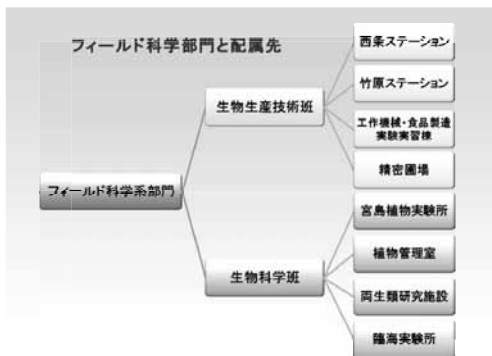 フィールド科学部門と配属先
西条ステーション
竹原ステーション
生物生産技術班
工作機械・食品製造
実験実習棟
精密圃場
フィールド科学系部門
宮島植物実験所
植物管理室
生物科学班
両生類研究施設
臨海実験所